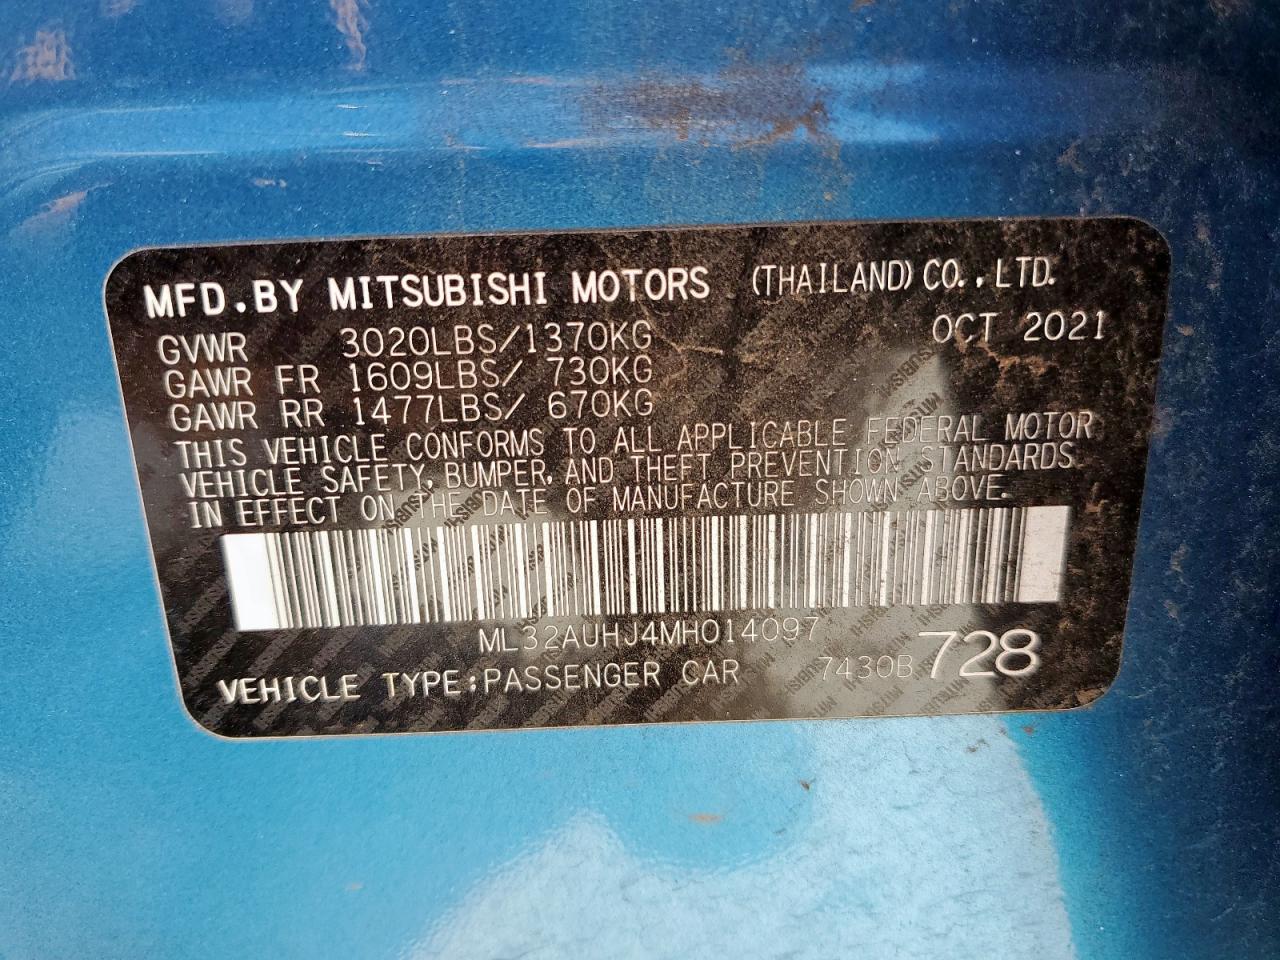 MFD.BY MITSUBISHI MOTORS (THAILAND) CO.,LTD.
GVWR 3020LBS/1370KG OCT 2021
GAWR FR 1609LBS/ 730KG
GAWR RR 1477LBS/ 670KG
THIS VEHICLE CONFORMS TO ALL APPLICABLE FEDERAL MOTOR
VEHICLE SAFETY, BUMPER, AND THEFT PREVENTION STANDARDS
IN EFFECT ON THE DATE OF MANUFACTURE SHOWN ABOVE.
ML32AUHJ4MH014097
VEHICLE TYPE:PASSENGER CAR 7430B 728